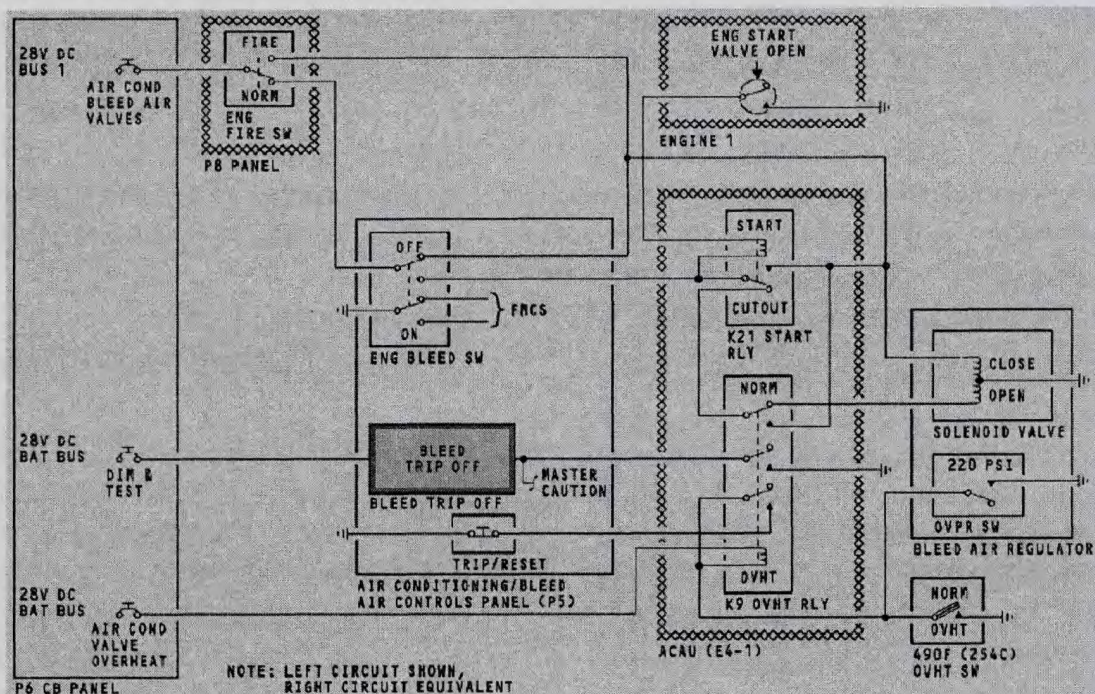 28V DC
BUS 1
AIR COND
BLEED AIR
VALVES
FIRE
NORM
ENG
FIRE SW
P8 PANEL
ENG START
VALVE OPEN
ENGINE 1
OFF
ON
ENG BLEED SW
FMCS
START
CUTOUT
K21 START
RLY
CLOSE
OPEN
SOLENOID VALVE
28V DC
BAT BUS
DIM &
TEST
BLEED
TRIP OFF
BLEED TRIP OFF
MASTER
CAUTION
NORM
OVHT
K9 OVHT RLY
220 PSI
OVPR SW
BLEED AIR REGULATOR
TRIP/RESET
AIR CONDITIONING/BLEED
AIR CONTROLS PANEL (P5)
28V DC
BAT BUS
AIR COND
VALVE
OVERHEAT
ACAU (E4-1)
NORM
OVHT
490F (254C)
OVHT SW
NOTE: LEFT CIRCUIT SHOWN,
RIGHT CIRCUIT EQUIVALENT
P6 CB PANEL